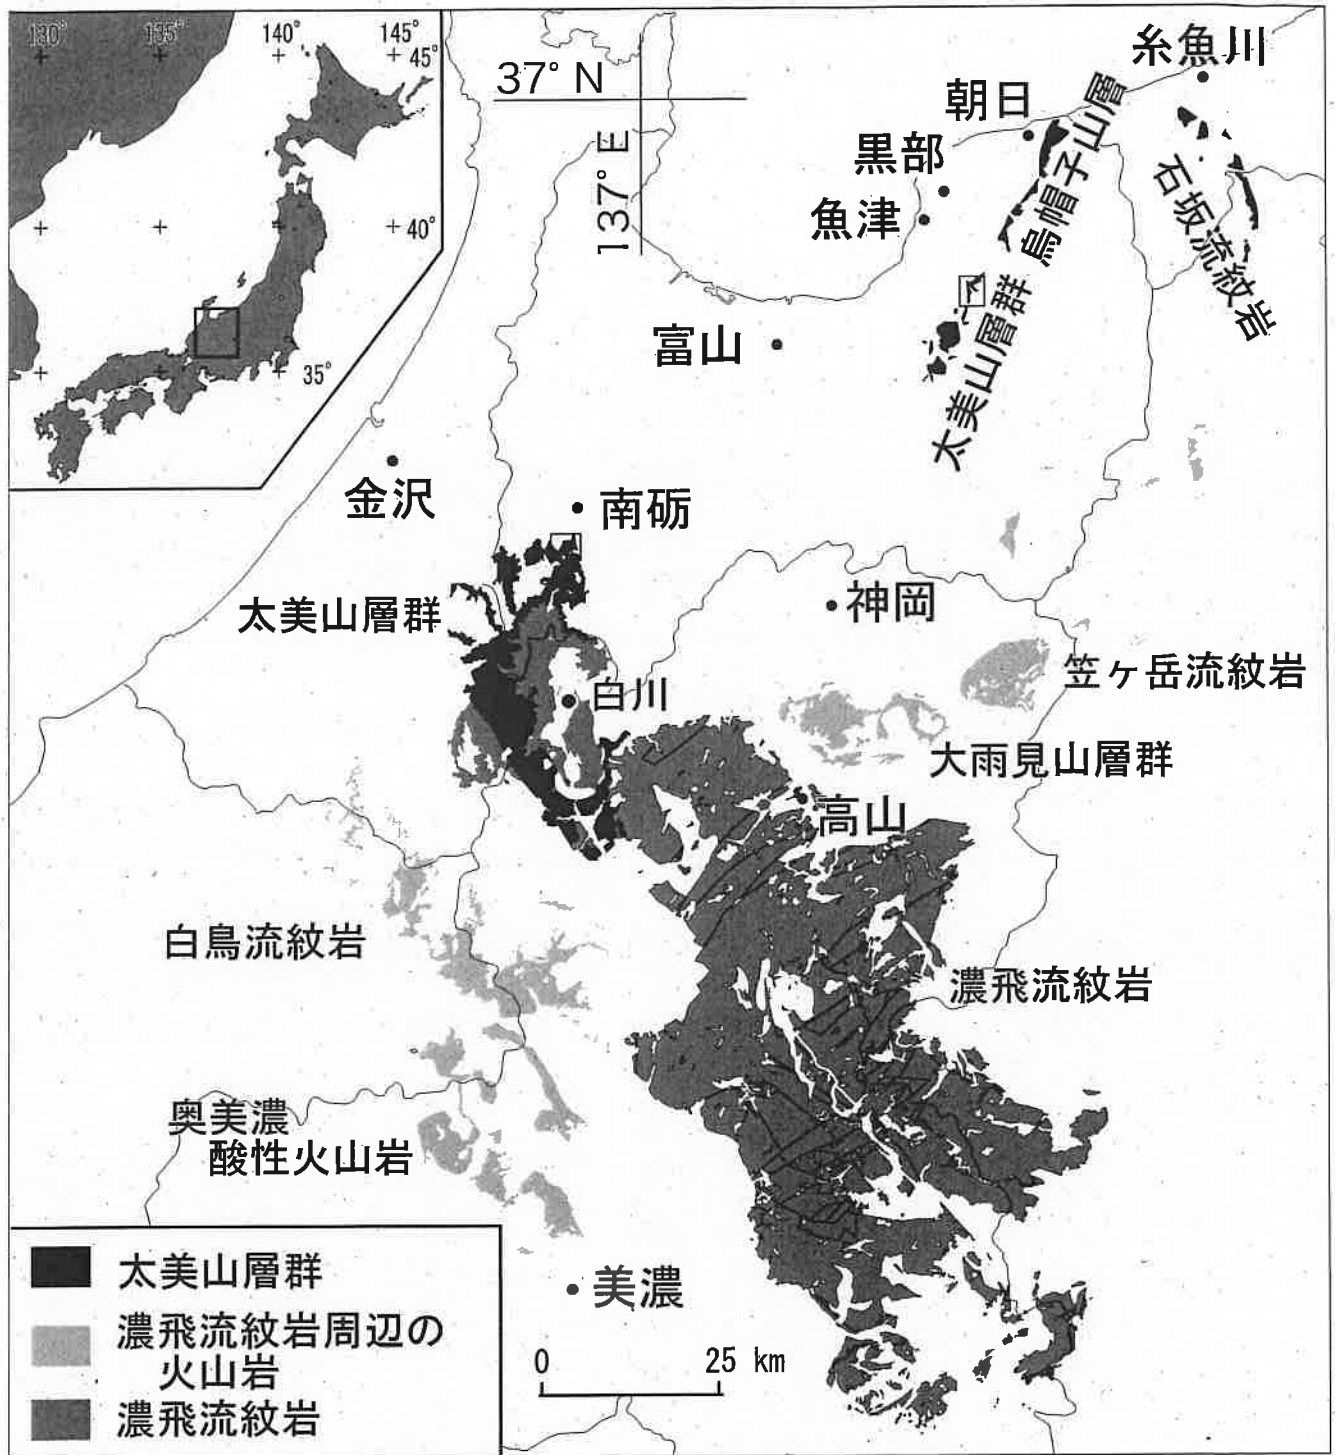 130°
135°
140°
145°
45°
40°
35°
37° N
137° E
糸魚川
朝日
黒部
魚津
烏帽子山層
石坂流紋岩
太美山層群
富山
金沢
南砺
太美山層群
神岡
白川
笠ヶ岳流紋岩
大雨見山層群
高山
白鳥流紋岩
濃飛流紋岩
奥美濃
酸性火山岩
美濃
0 25 km
太美山層群
濃飛流紋岩周辺の
火山岩
濃飛流紋岩